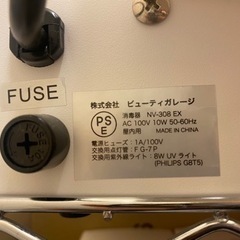 FUSE
株式会社 ビューティガレージ
PSE
消毒器 NV-308 EX
AC 100V 10W 50-60Hz
屋内用 MADE IN CHINA
電源ヒューズ：1A/100V
交換用点灯管：FG-7P
交換用紫外線ライト：8W UV ライト
(PHILIPS G8T5)
FUSE